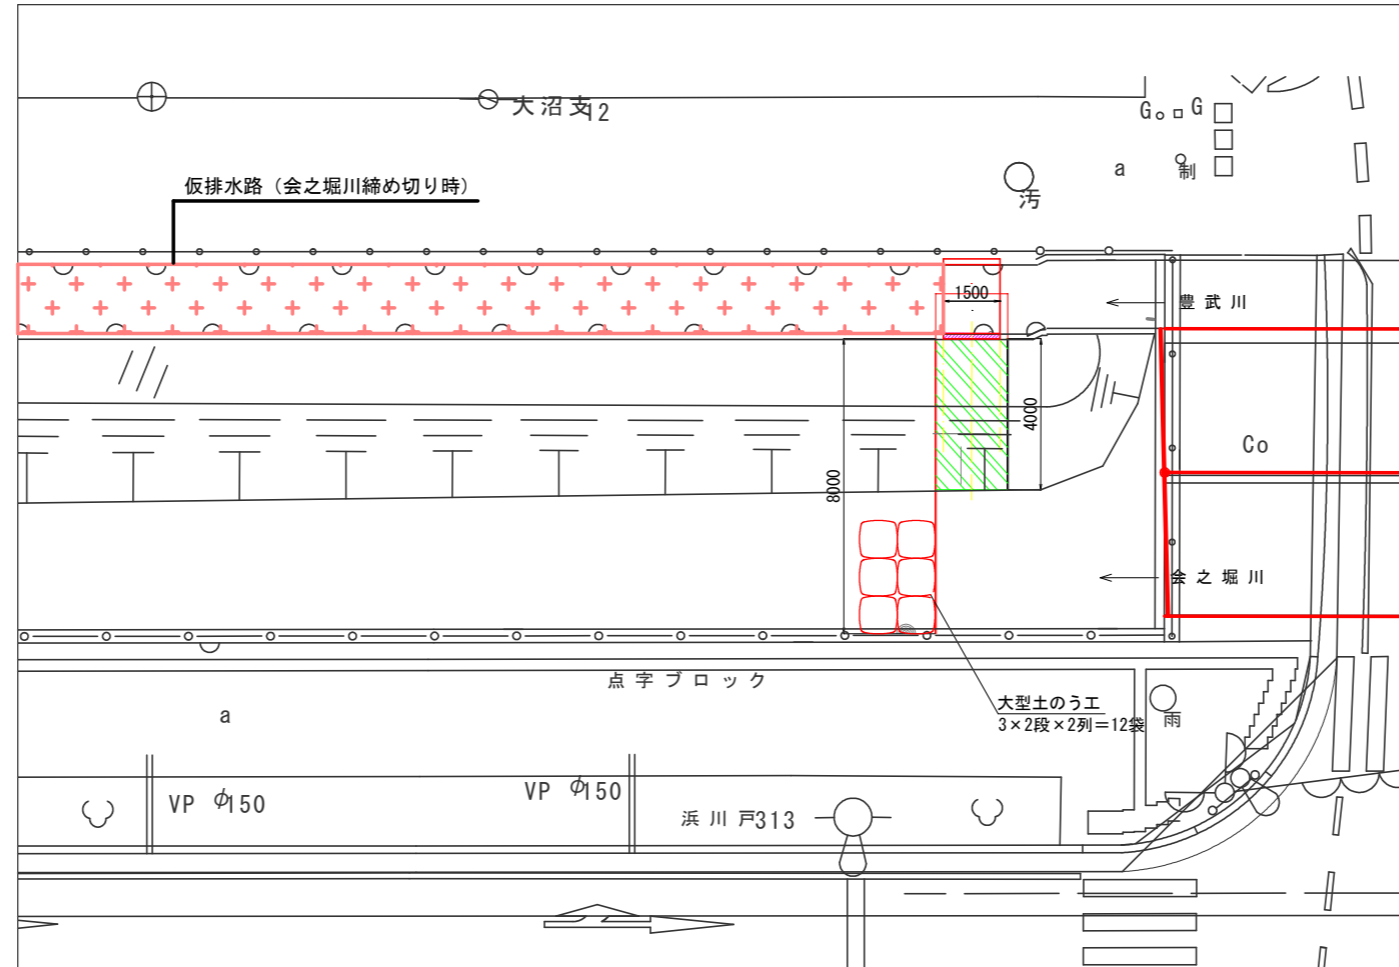 大沼支12
G G
a
制
汚
仮排水路（会之堀川締め切り時）
1500
豊武川
4000
Co
8000
会之堀川
点字ブロック
大型土のう工
3×2段×2列＝12袋
雨
a
VP φ150
VP φ150
浜川戸313